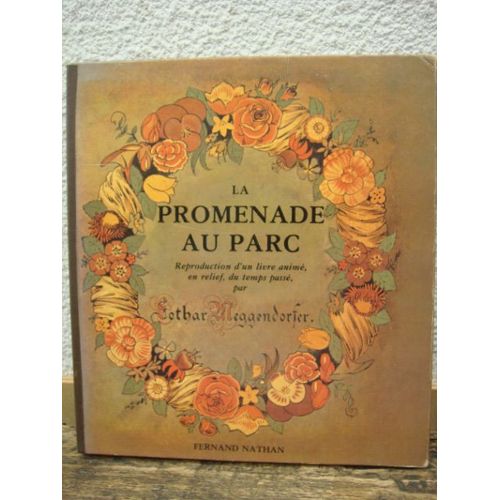 LA
PROMENADE
AU PARC
Reproduction d'un livre animé,
en relief, du temps passé,
par
Lothar Meggendorfer.
FERNAND NATHAN